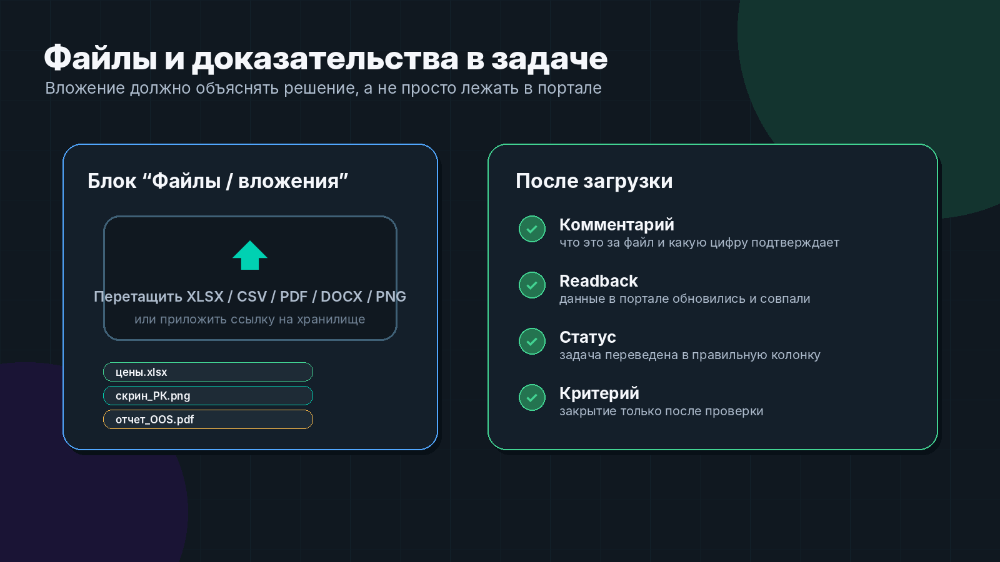 Файлы и доказательства в задаче
Вложение должно объяснять решение, а не просто лежать в портале
Блок “Файлы / вложения”
Перетащить XLSX / CSV / PDF / DOCX / PNG
или приложить ссылку на хранилище
цены.xlsx
скрин_РК.png
отчет_OOS.pdf
После загрузки
Комментарий
что это за файл и какую цифру подтверждает
Readback
данные в портале обновились и совпали
Статус
задача переведена в правильную колонку
Критерий
закрытие только после проверки